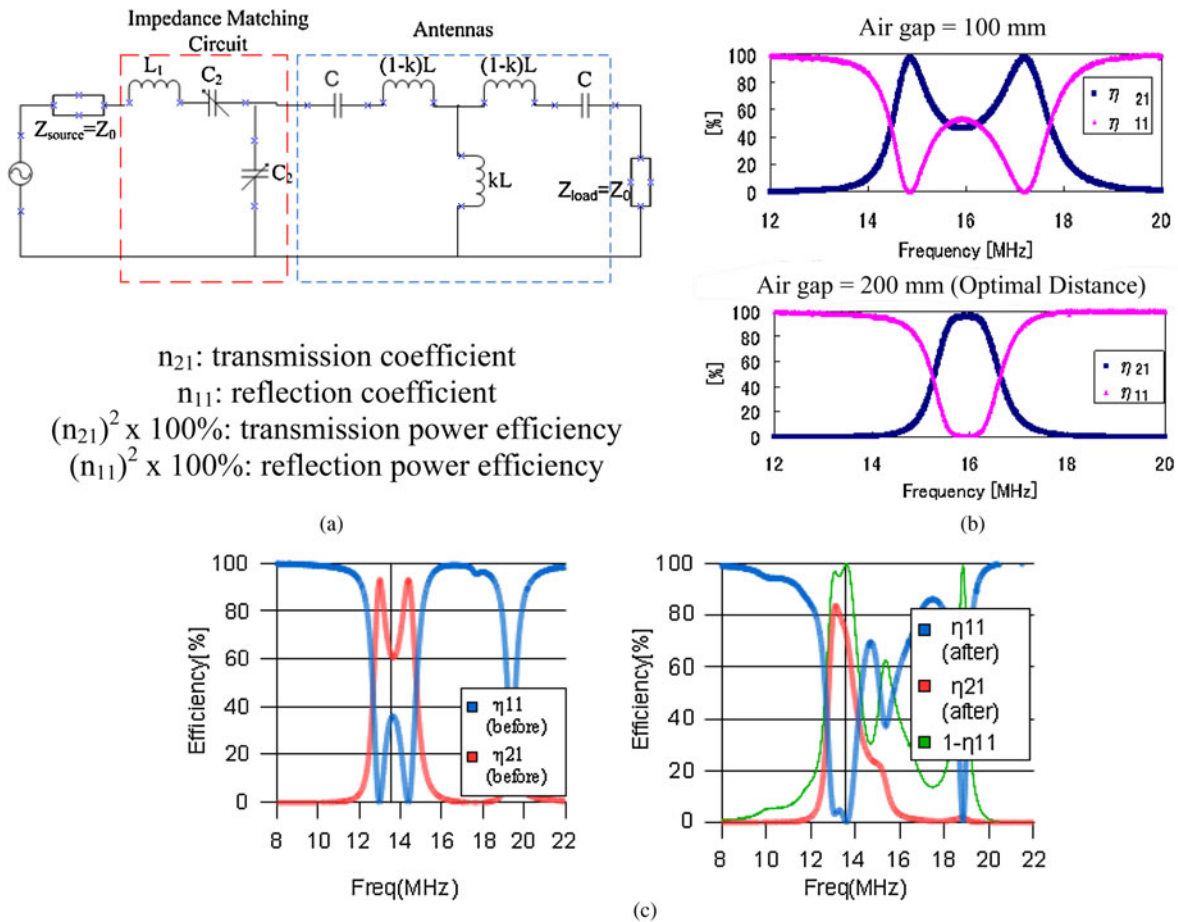 Impedance Matching
Circuit
Antennas
L1
C2
C
(1-k)L
(1-k)L
C
Zsource=Z0
C2
kL
Zload=Z0
n21: transmission coefficient
n11: reflection coefficient
(n21)2 x 100%: transmission power efficiency
(n11)2 x 100%: reflection power efficiency
(a)
Air gap = 100 mm
100
80
60
40
20
0
[%]
η 21
η 11
12 14 16 18 20
Frequency [MHz]
Air gap = 200 mm (Optimal Distance)
100
80
60
40
20
0
[%]
η 21
η 11
12 14 16 18 20
Frequency [MHz]
(b)
100
80
60
40
20
0
Efficiency[%]
η11
(before)
η21
(before)
8 10 12 14 16 18 20 22
Freq(MHz)
100
80
60
40
20
0
Efficiency[%]
η11
(after)
η21
(after)
1-η11
8 10 12 14 16 18 20 22
Freq(MHz)
(c)